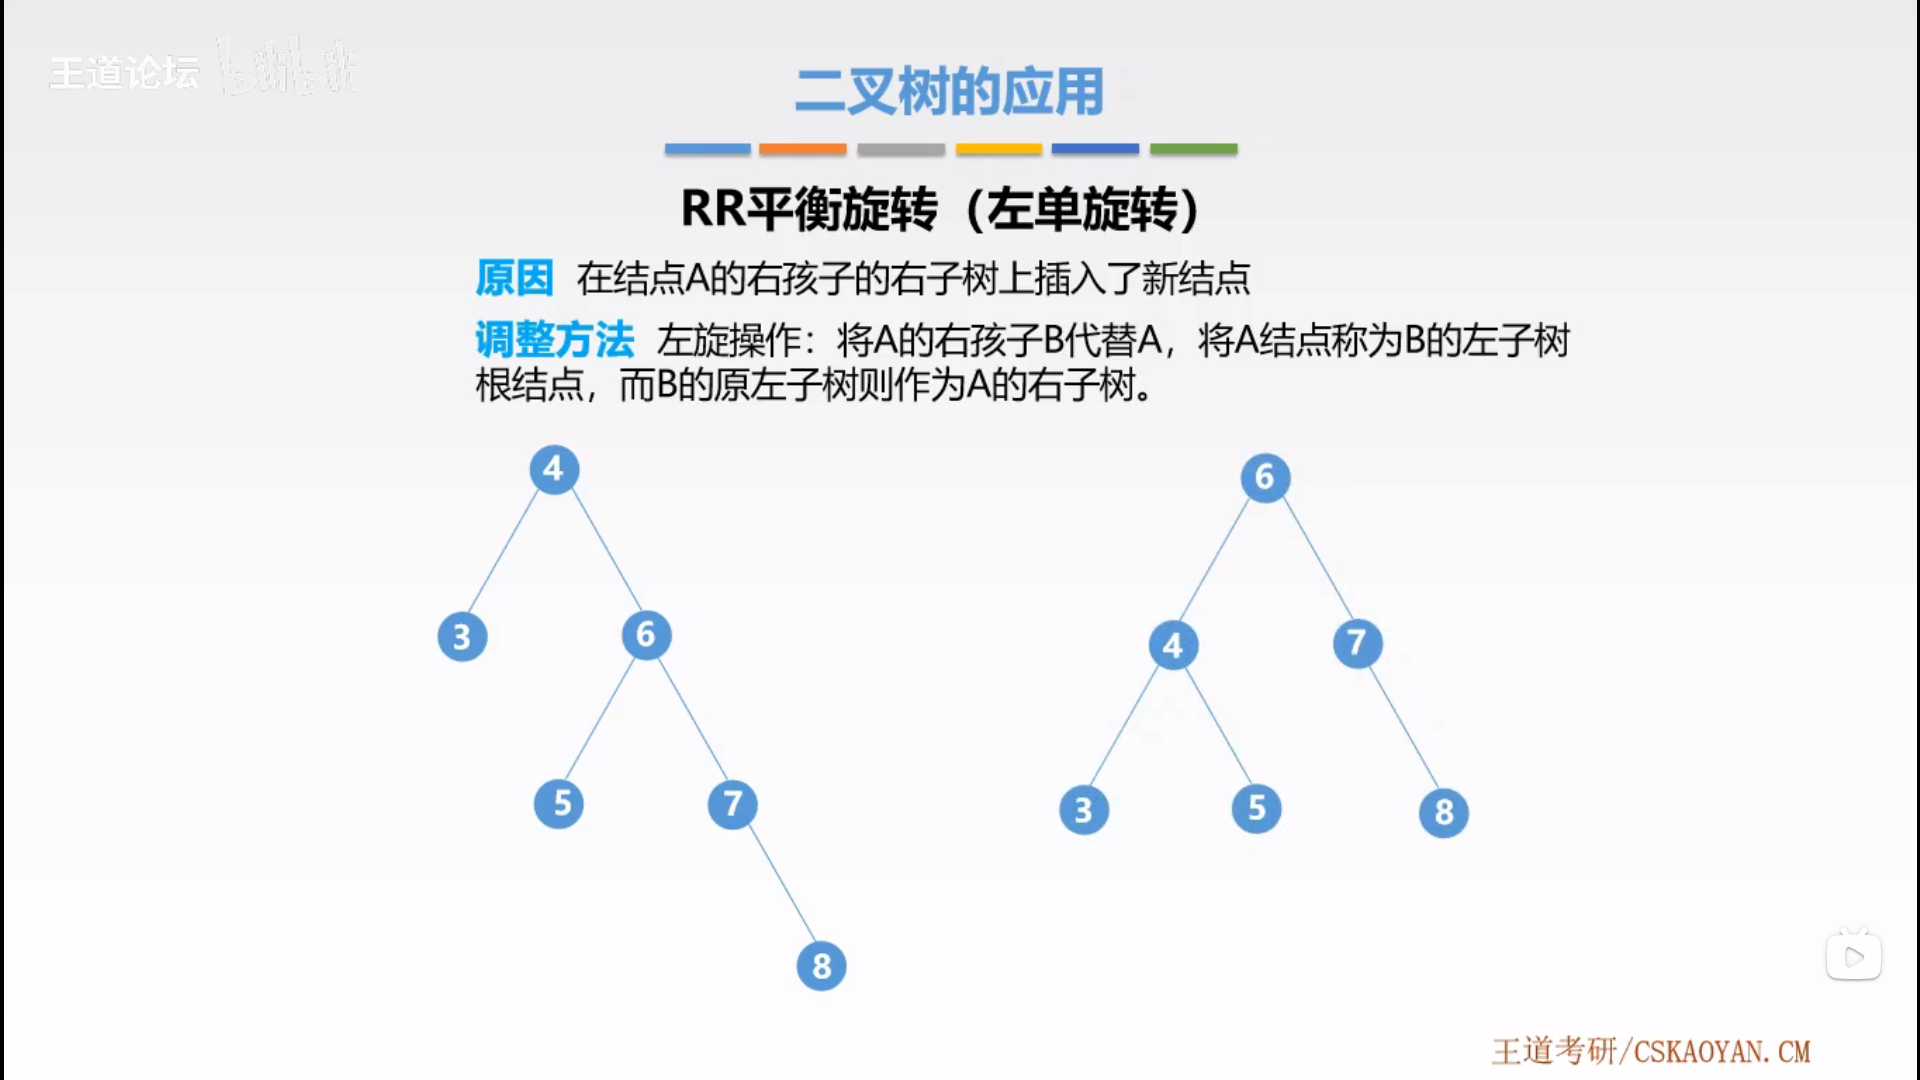 王道论坛 bilibili
二叉树的应用
RR平衡旋转（左单旋转）
原因 在结点A的右孩子的右子树上插入了新结点
调整方法 左旋操作：将A的右孩子B代替A，将A结点称为B的左子树
根结点，而B的原左子树则作为A的右子树。
4
6
3
6
4
7
5
7
3
5
8
8
王道考研/CSKAOYAN.CM